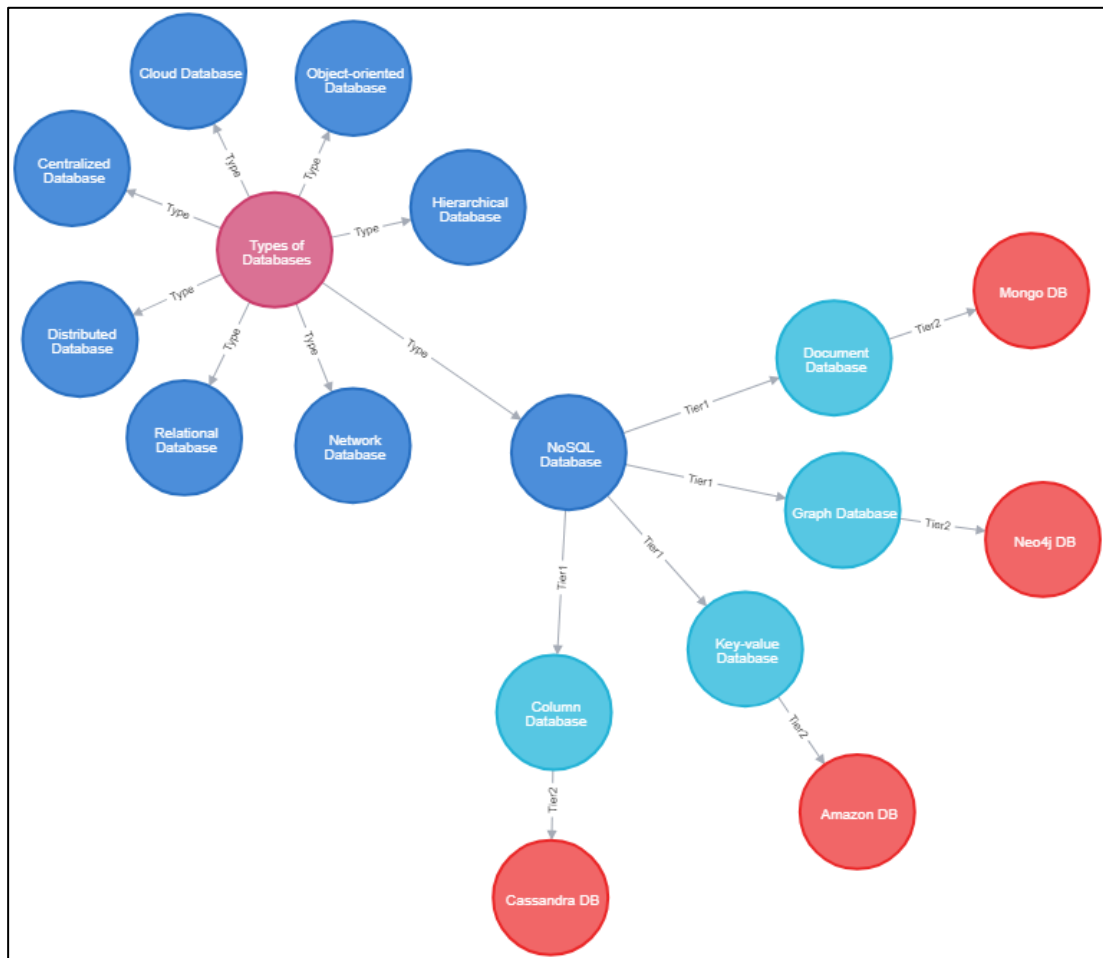 Cloud Database
Object-oriented
Database
Type
Type
Centralized
Database
Type
Hierarchical
Database
Type
Types of
Databases
Mongo DB
Type
Distributed
Database
Type
Type
Type
Tier2
Document
Database
Relational
Database
Network
Database
Tier1
NoSQL
Database
Tier1
Graph Database
Tier2
Neo4j DB
Tier1
Tier1
Key-value
Database
Column
Database
Tier2
Tier2
Amazon DB
Cassandra DB